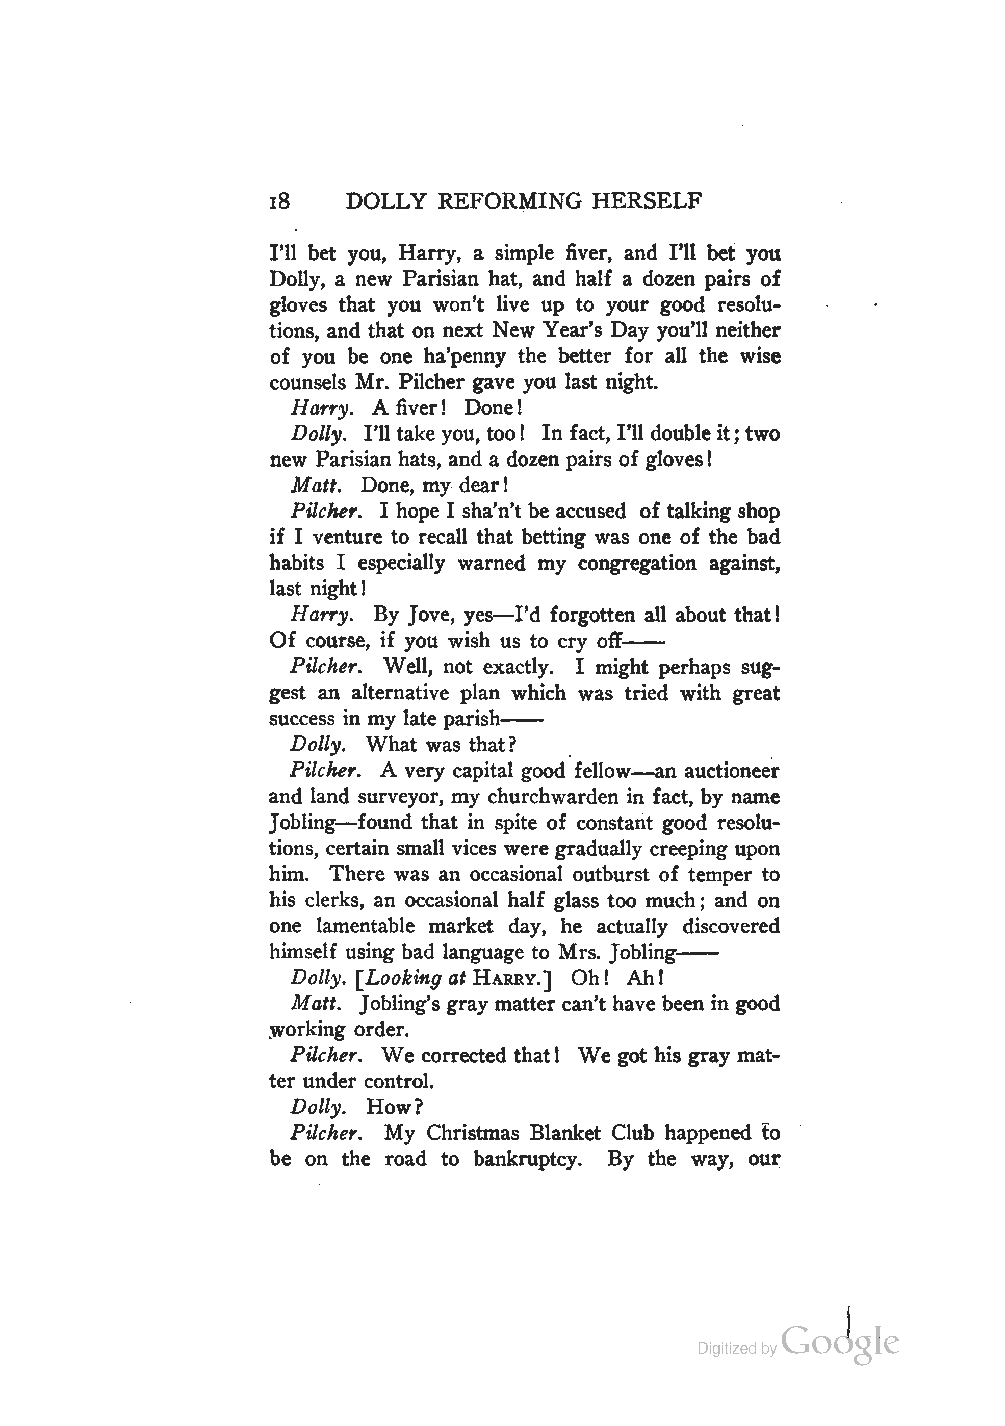 18 DOLLY REFORMING HERSELF
I'll bet you, Harry, a simple fiver, and I'll bet you
Dolly, a new Parisian hat, and half a dozen pairs of
gloves that you won't live up to your good resolu-
tions, and that on next New Year's Day you'll neither
of you be one ha'penny the better for all the wise
counsels Mr. Pilcher gave you last night.
Harry. A fiver! Done!
Dolly. I'll take you, too! In fact, I'll double it; two
new Parisian hats, and a dozen pairs of gloves!
Matt. Done, my dear!
Pilcher. I hope I sha'n't be accused of talking shop
if I venture to recall that betting was one of the bad
habits I especially warned my congregation against,
last night!
Harry. By Jove, yes—I'd forgotten all about that!
Of course, if you wish us to cry off——
Pilcher. Well, not exactly. I might perhaps sug-
gest an alternative plan which was tried with great
success in my late parish——
Dolly. What was that?
Pilcher. A very capital good fellow—an auctioneer
and land surveyor, my churchwarden in fact, by name
Jobling—found that in spite of constant good resolu-
tions, certain small vices were gradually creeping upon
him. There was an occasional outburst of temper to
his clerks, an occasional half glass too much; and on
one lamentable market day, he actually discovered
himself using bad language to Mrs. Jobling——
Dolly. [Looking at HARRY.] Oh! Ah!
Matt. Jobling's gray matter can't have been in good
working order.
Pilcher. We corrected that! We got his gray mat-
ter under control.
Dolly. How?
Pilcher. My Christmas Blanket Club happened to
be on the road to bankruptcy. By the way, our
Digitized by Google